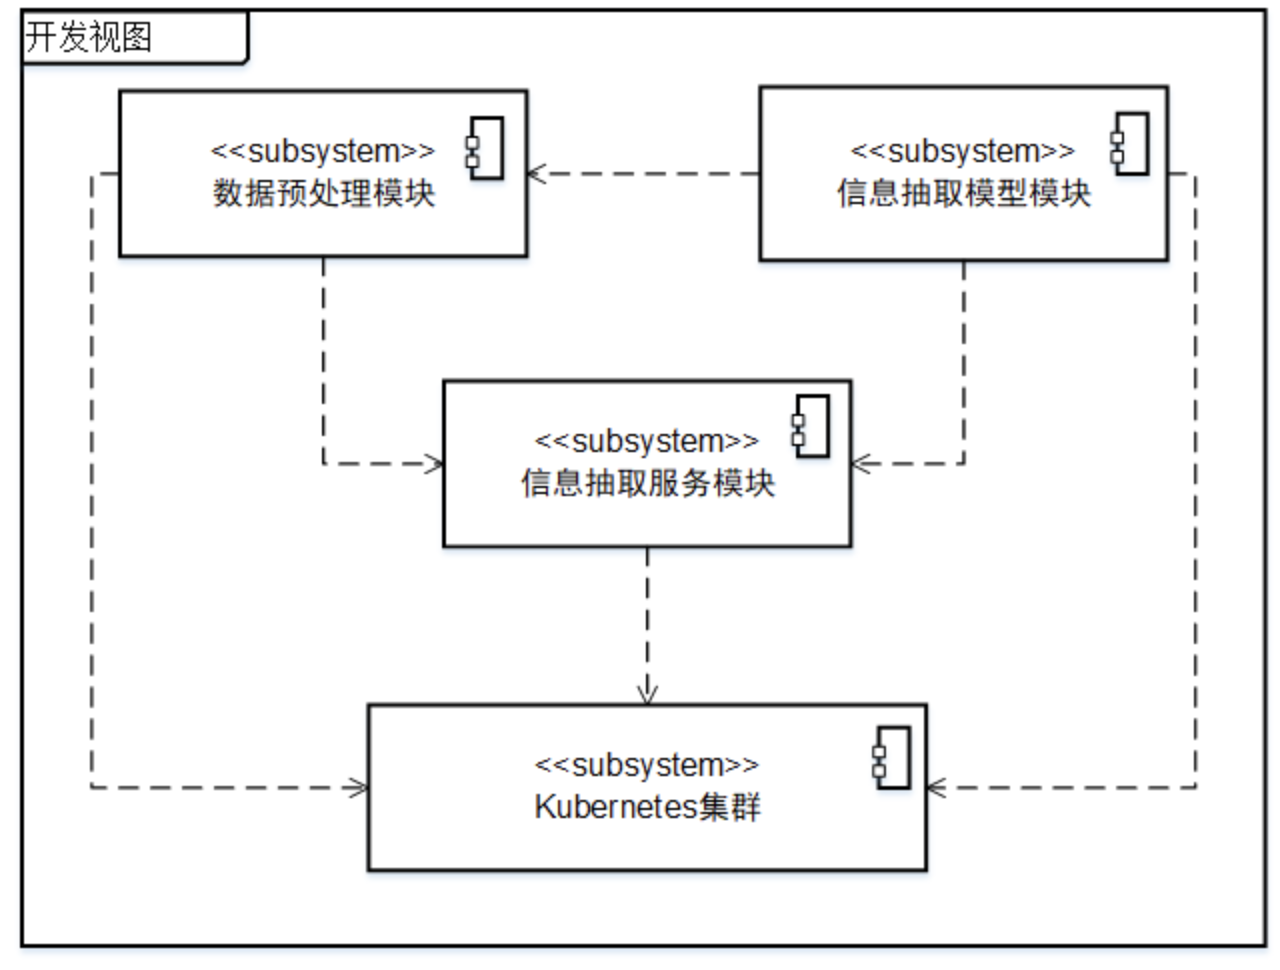 开发视图
<<subsystem>>
数据预处理模块
<<subsystem>>
信息抽取模型模块
<<subsystem>>
信息抽取服务模块
<<subsystem>>
Kubernetes集群